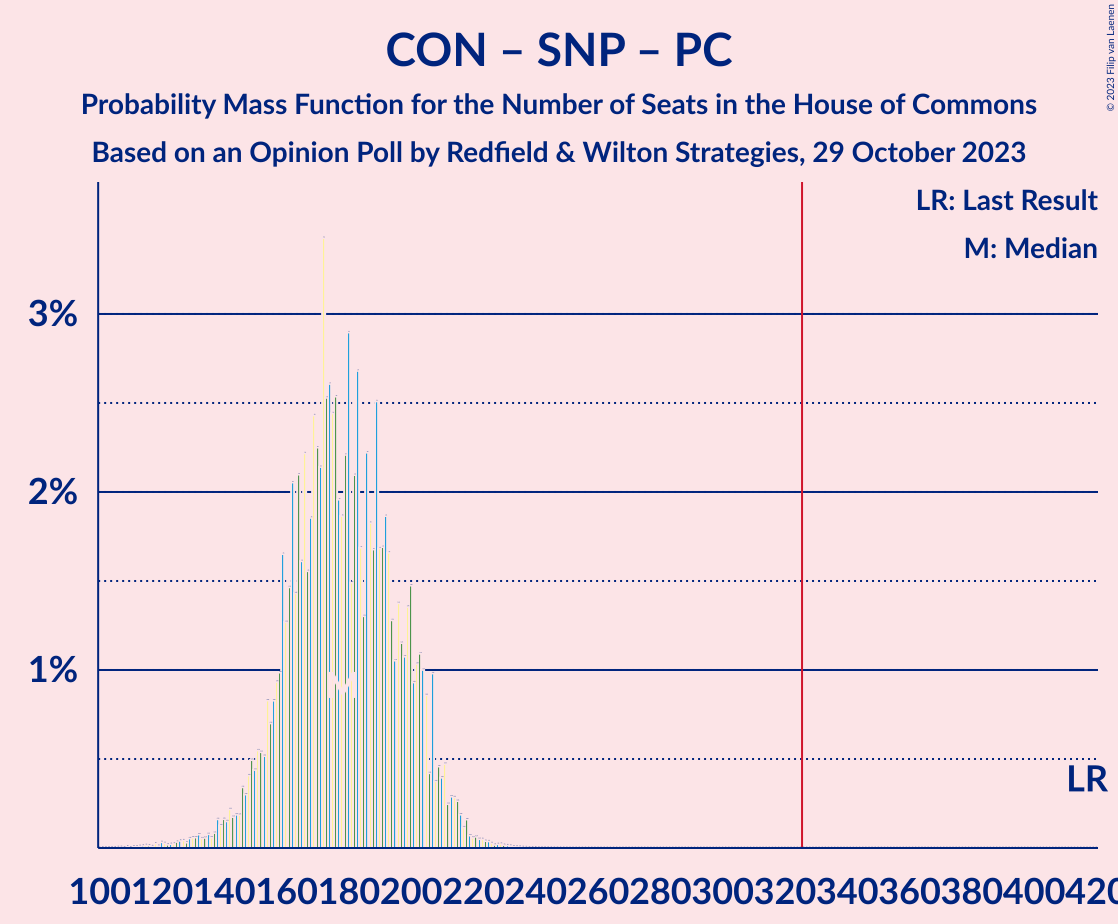 CON – SNP – PC
Probability Mass Function for the Number of Seats in the House of Commons
Based on an Opinion Poll by Redfield & Wilton Strategies, 29 October 2023
© 2023 Filip van Laenen
LR: Last Result
M: Median
3%
2%
1%
M
LR
100 120 140 160 180 200 220 240 260 280 300 320 340 360 380 400 420